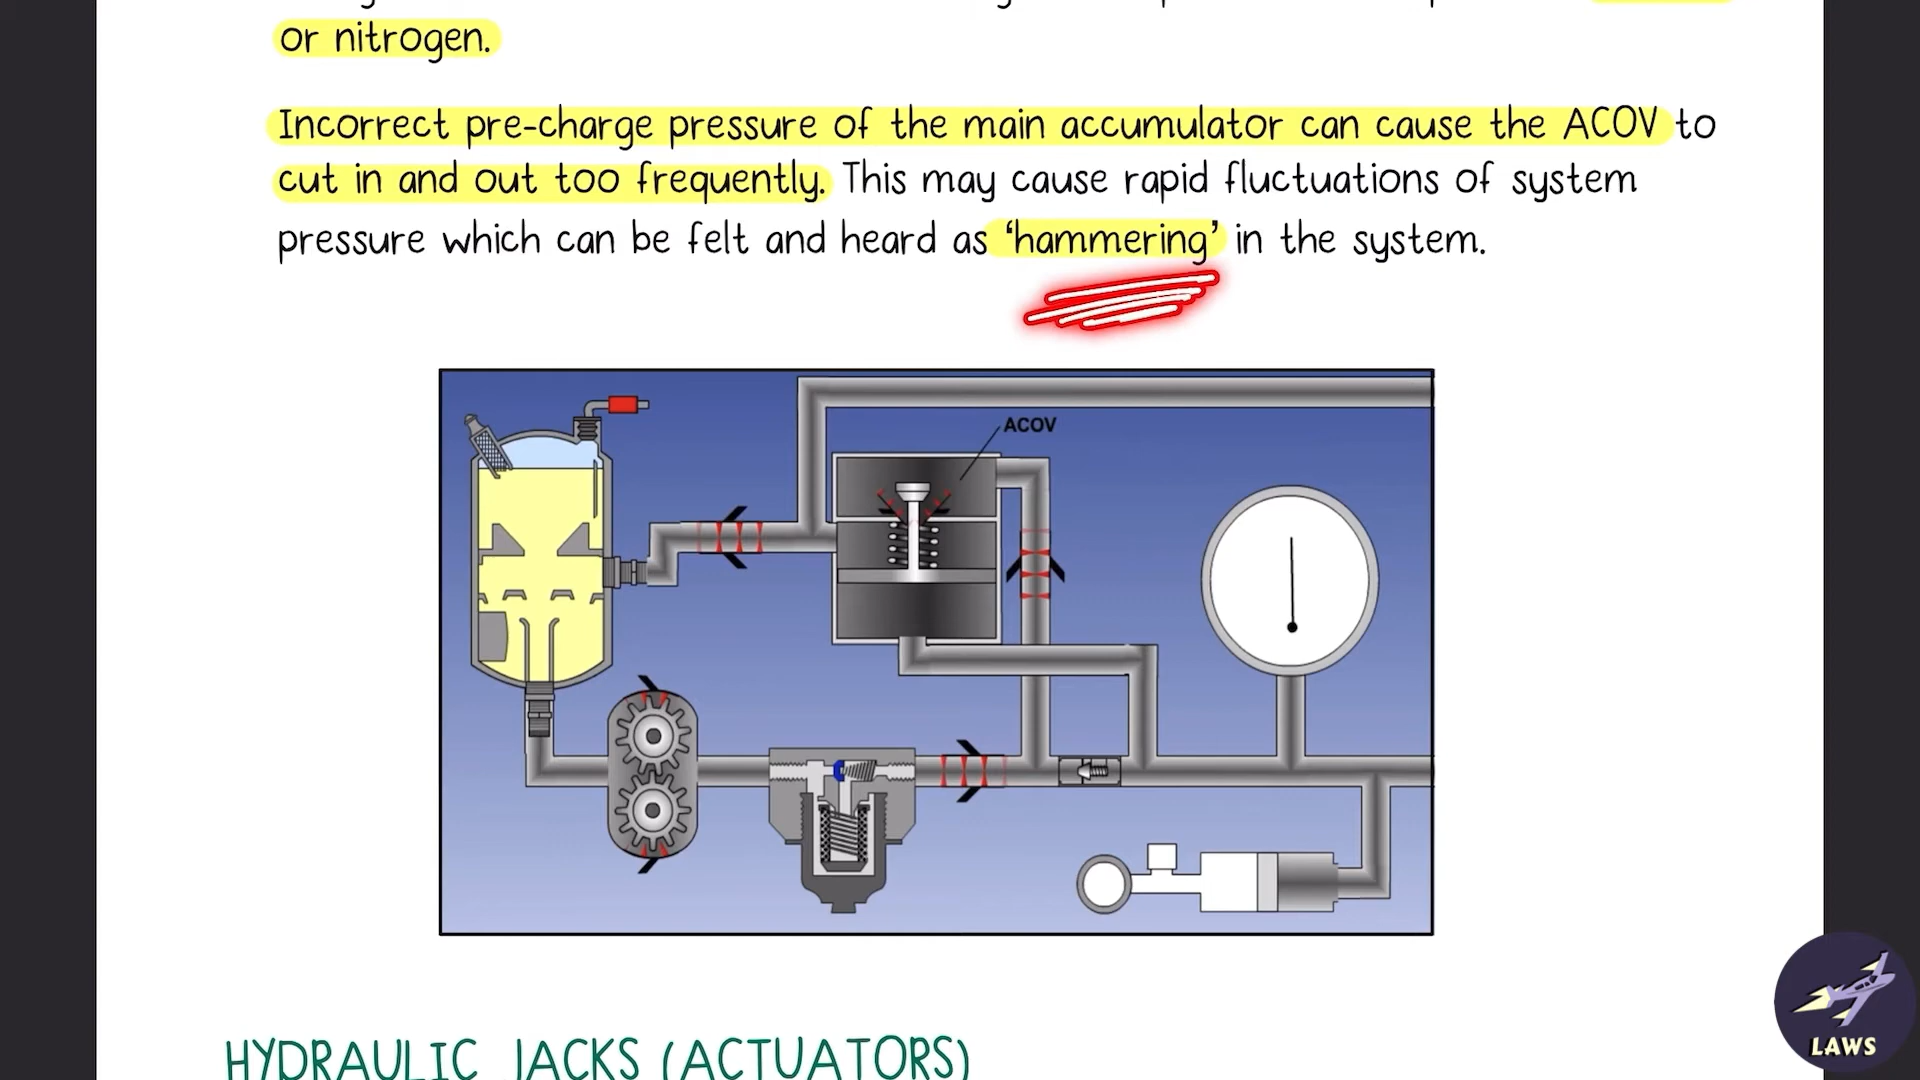 or nitrogen.
Incorrect pre-charge pressure of the main accumulator can cause the ACOV to
cut in and out too frequently. This may cause rapid fluctuations of system
pressure which can be felt and heard as ‘hammering’ in the system.
ACOV
HYDRAULIC JACKS (ACTUATORS)
LAWS